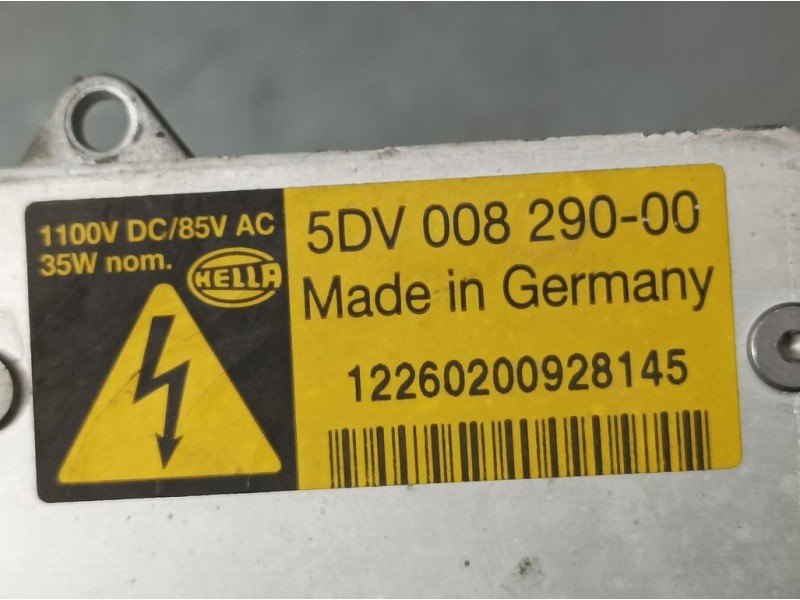 1100V DC/85V AC
35W nom.
HELLA
5DV 008 290-00
Made in Germany
12260200928145